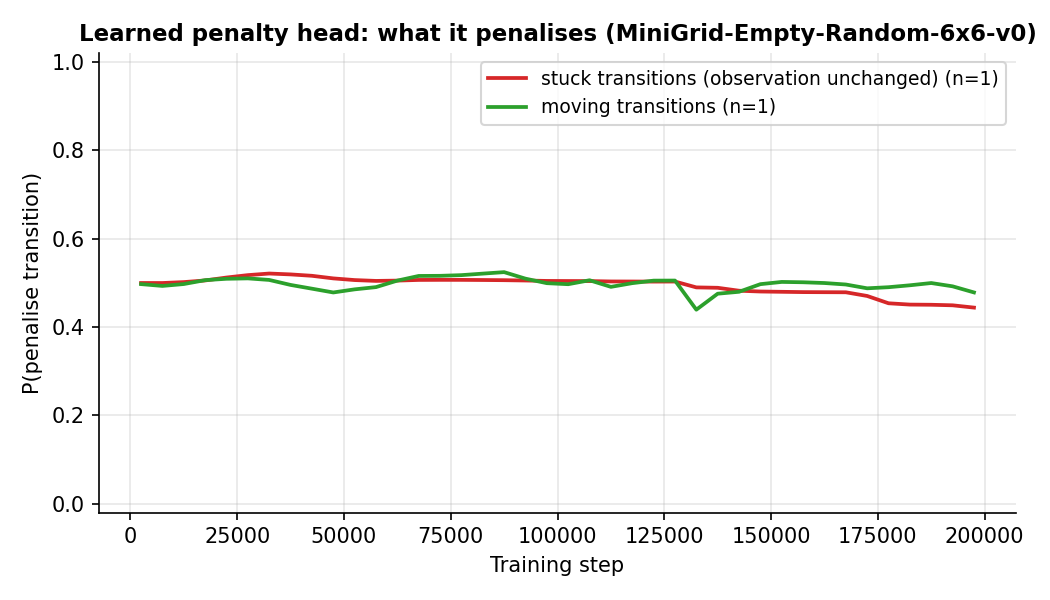 Learned penalty head: what it penalises (MiniGrid-Empty-Random-6x6-v0)
stuck transitions (observation unchanged) (n=1)
moving transitions (n=1)
P(penalise transition)
1.0
0.8
0.6
0.4
0.2
0.0
0 25000 50000 75000 100000 125000 150000 175000 200000
Training step